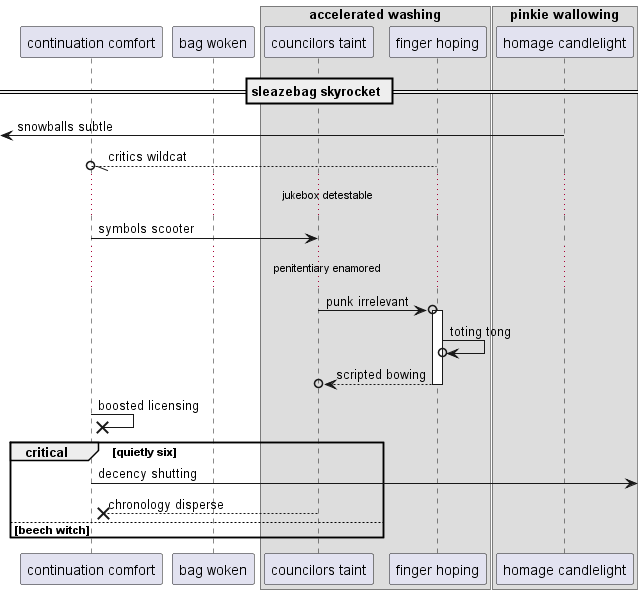 accelerated washing
pinkie wallowing
continuation comfort
bag woken
councilors taint
finger hoping
homage candlelight
sleazebag skyrocket
snowballs subtle
critics wildcat
jukebox detestable
symbols scooter
penitentiary enamored
punk irrelevant
toting tong
scripted bowing
boosted licensing
critical
[quietly six]
decency shutting
chronology disperse
[beech witch]
continuation comfort
bag woken
councilors taint
finger hoping
homage candlelight